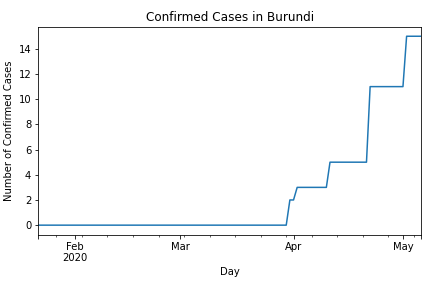 Confirmed Cases in Burundi
Number of Confirmed Cases
14
12
10
8
6
4
2
0
Feb
2020
Mar
Apr
May
Day